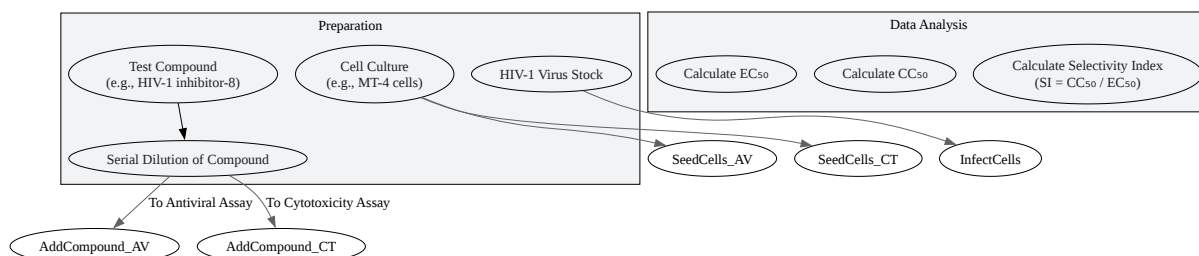 Preparation
Data Analysis
Test Compound
(e.g., HIV-1 inhibitor-8)
Cell Culture
(e.g., MT-4 cells)
HIV-1 Virus Stock
Calculate EC₅₀
Calculate CC₅₀
Calculate Selectivity Index
(SI = CC₅₀ / EC₅₀)
Serial Dilution of Compound
SeedCells_AV
SeedCells_CT
InfectCells
To Antiviral Assay
To Cytotoxicity Assay
AddCompound_AV
AddCompound_CT